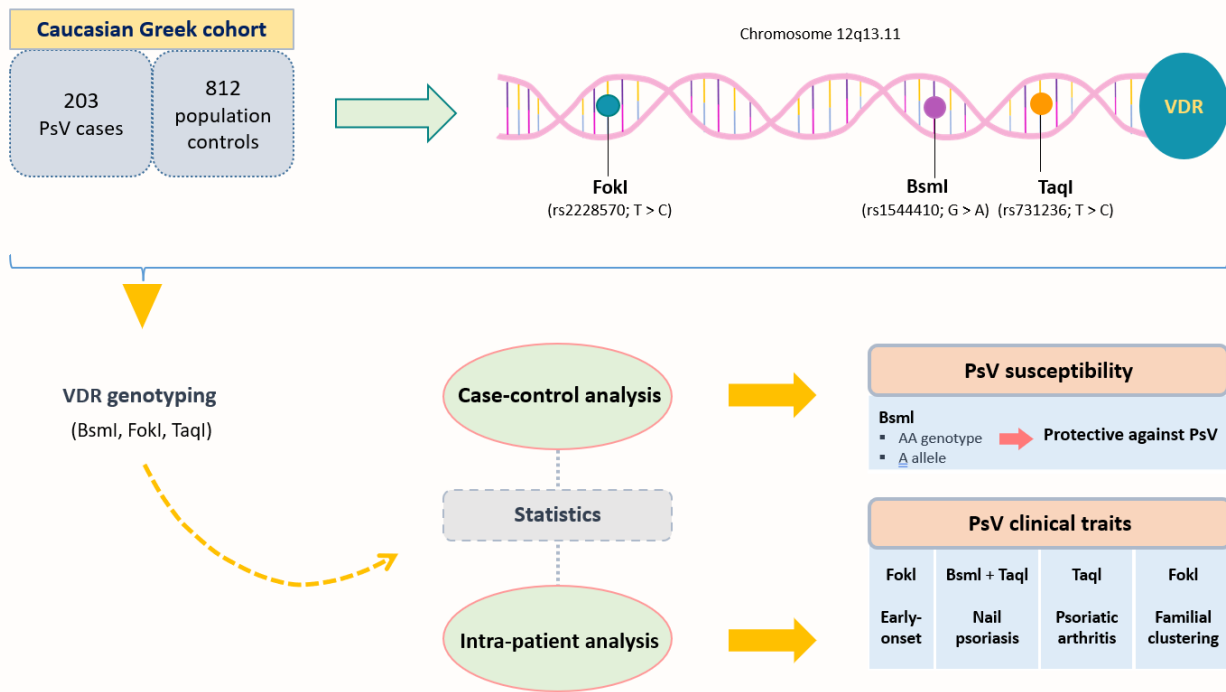 Caucasian Greek cohort
203
PsV cases
812
population
controls
Chromosome 12q13.11
VDR
FokI
(rs2228570; T > C)
BsmI
(rs1544410; G > A)
TaqI
(rs731236; T > C)
VDR genotyping
(BsmI, FokI, TaqI)
Case-control analysis
Statistics
Intra-patient analysis
PsV susceptibility
BsmI
▪ AA genotype
▪ A allele
Protective against PsV
PsV clinical traits
FokI
BsmI + TaqI
TaqI
FokI
Early-
onset
Nail
psoriasis
Psoriatic
arthritis
Familial
clustering